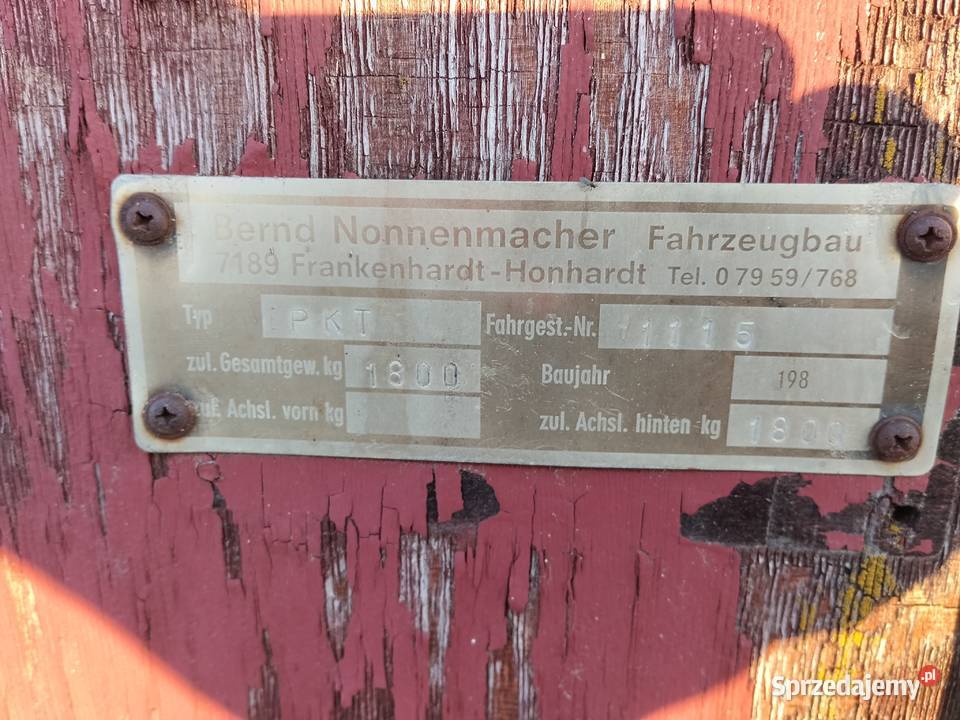 Bernd Nonnenmacher Fahrzeugbau
7189 Frankenhardt-Honhardt Tel. 0 79 59/768
Typ PKT Fahrgest.-Nr. 11115
zul. Gesamtgew. kg 1800 Baujahr 198
zul. Achsl. vorn kg zul. Achsl. hinten kg 1800
Sprzedajemy.pl